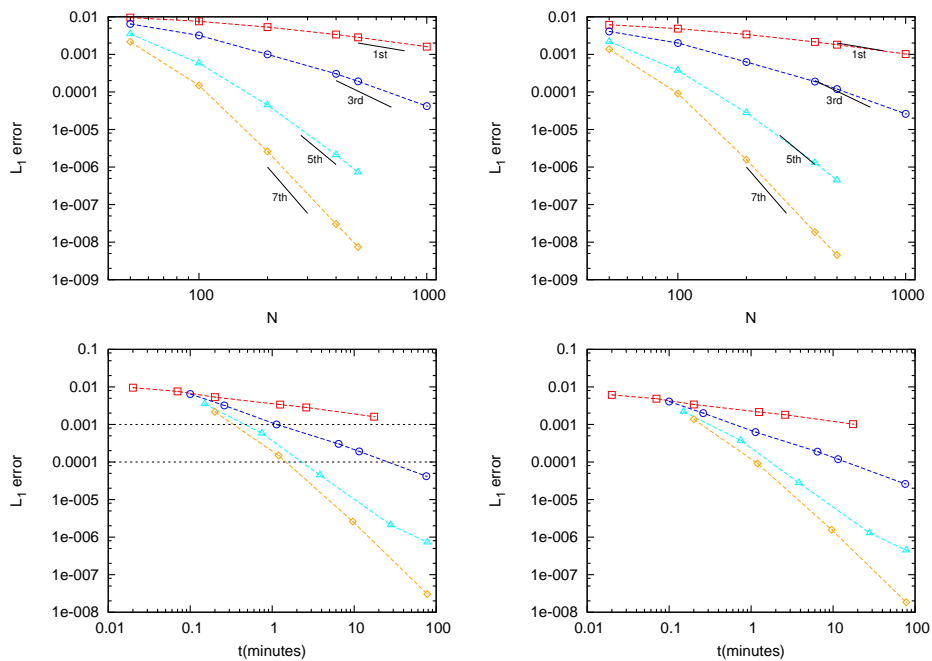 0.01
0.001
0.0001
1e-005
1e-006
1e-007
1e-008
1e-009
100
1000
N
L1 error
1st
3rd
5th
7th
0.01
0.001
0.0001
1e-005
1e-006
1e-007
1e-008
1e-009
100
1000
N
L1 error
1st
3rd
5th
7th
0.1
0.01
0.001
0.0001
1e-005
1e-006
1e-007
1e-008
0.01
0.1
1
10
100
t(minutes)
L1 error
0.1
0.01
0.001
0.0001
1e-005
1e-006
1e-007
1e-008
0.01
0.1
1
10
100
t(minutes)
L1 error